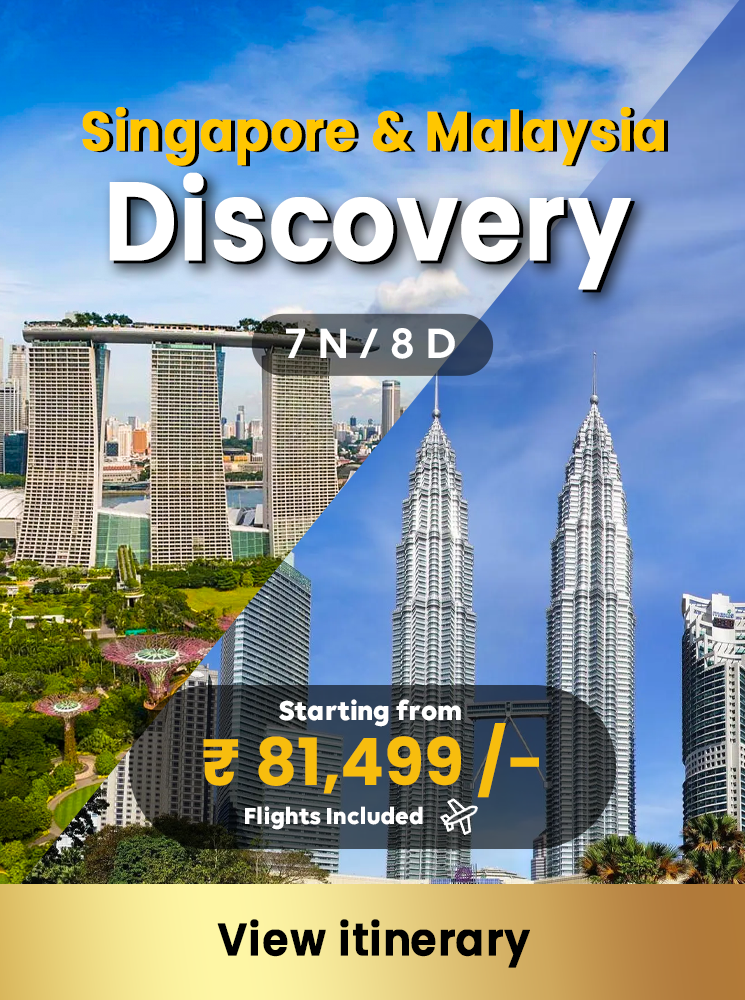 Singapore & Malaysia
Discovery
7 N / 8 D
Starting from
₹ 81,499 /-
Flights Included
View itinerary